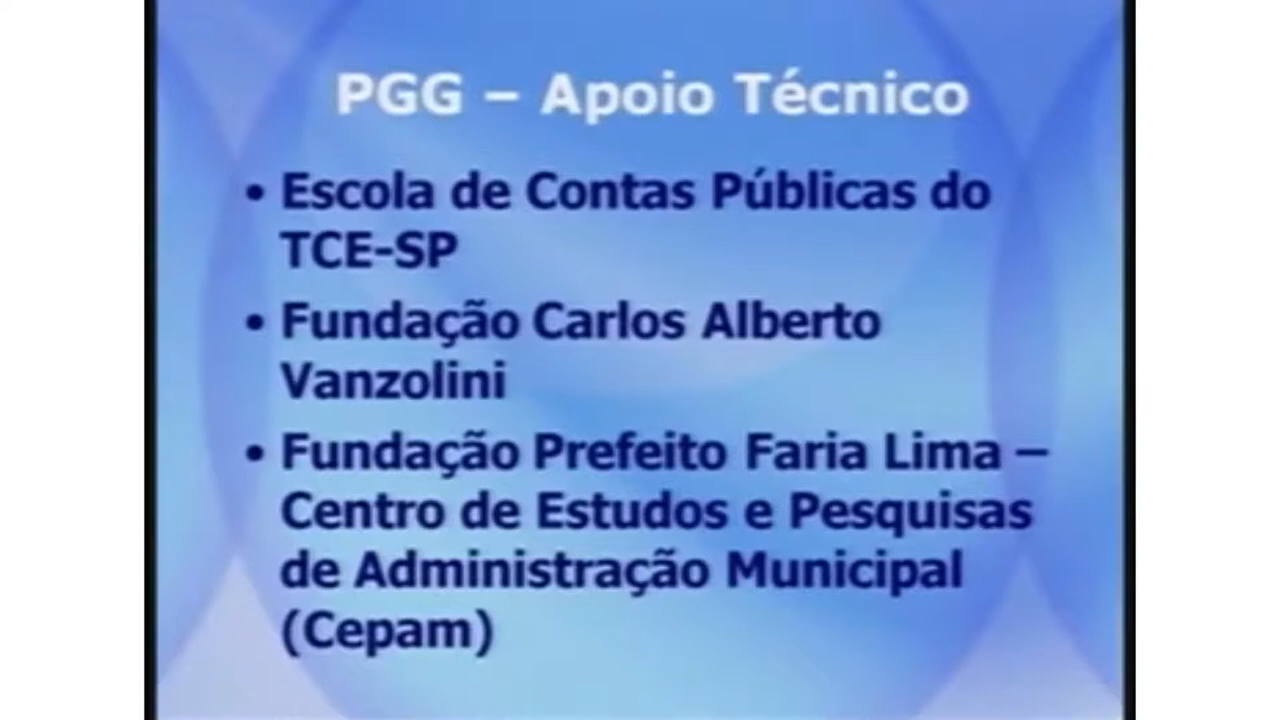 PGG – Apoio Técnico
• Escola de Contas Públicas do
TCE-SP
• Fundação Carlos Alberto
Vanzolini
• Fundação Prefeito Faria Lima –
Centro de Estudos e Pesquisas
de Administração Municipal
(Cepam)